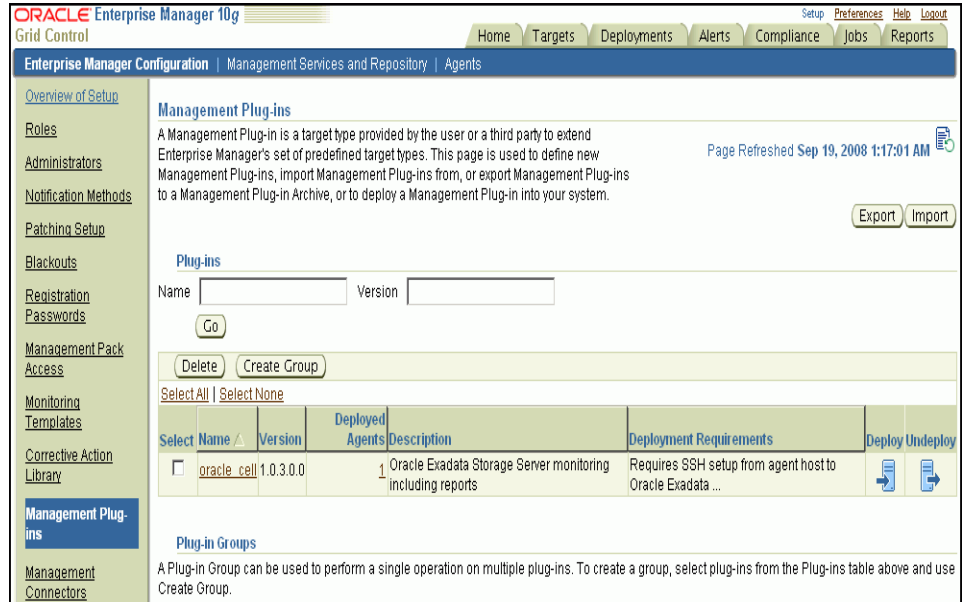 ORACLE Enterprise Manager 10g
Grid Control
Setup Preferences Help Logout
Home Targets Deployments Alerts Compliance Jobs Reports
Enterprise Manager Configuration | Management Services and Repository | Agents
Overview of Setup
Roles
Administrators
Notification Methods
Patching Setup
Blackouts
Registration
Passwords
Management Pack
Access
Monitoring
Templates
Corrective Action
Library
Management Plug-
ins
Management
Connectors
Management Plug-ins
A Management Plug-in is a target type provided by the user or a third party to extend
Enterprise Manager's set of predefined target types. This page is used to define new
Management Plug-ins, import Management Plug-ins from, or export Management Plug-ins
to a Management Plug-in Archive, or to deploy a Management Plug-in into your system.
Page Refreshed Sep 19, 2008 1:17:01 AM
Export Import
Plug-ins
Name Version
Go
Delete Create Group
Select All | Select None
Select Name Version Deployed
Agents Description Deployment Requirements Deploy Undeploy
oracle_cell 1.0.3.0.0 1 Oracle Exadata Storage Server monitoring
including reports
Requires SSH setup from agent host to
Oracle Exadata ...
Plug-in Groups
A Plug-in Group can be used to perform a single operation on multiple plug-ins. To create a group, select plug-ins from the Plug-ins table above and use
Create Group.